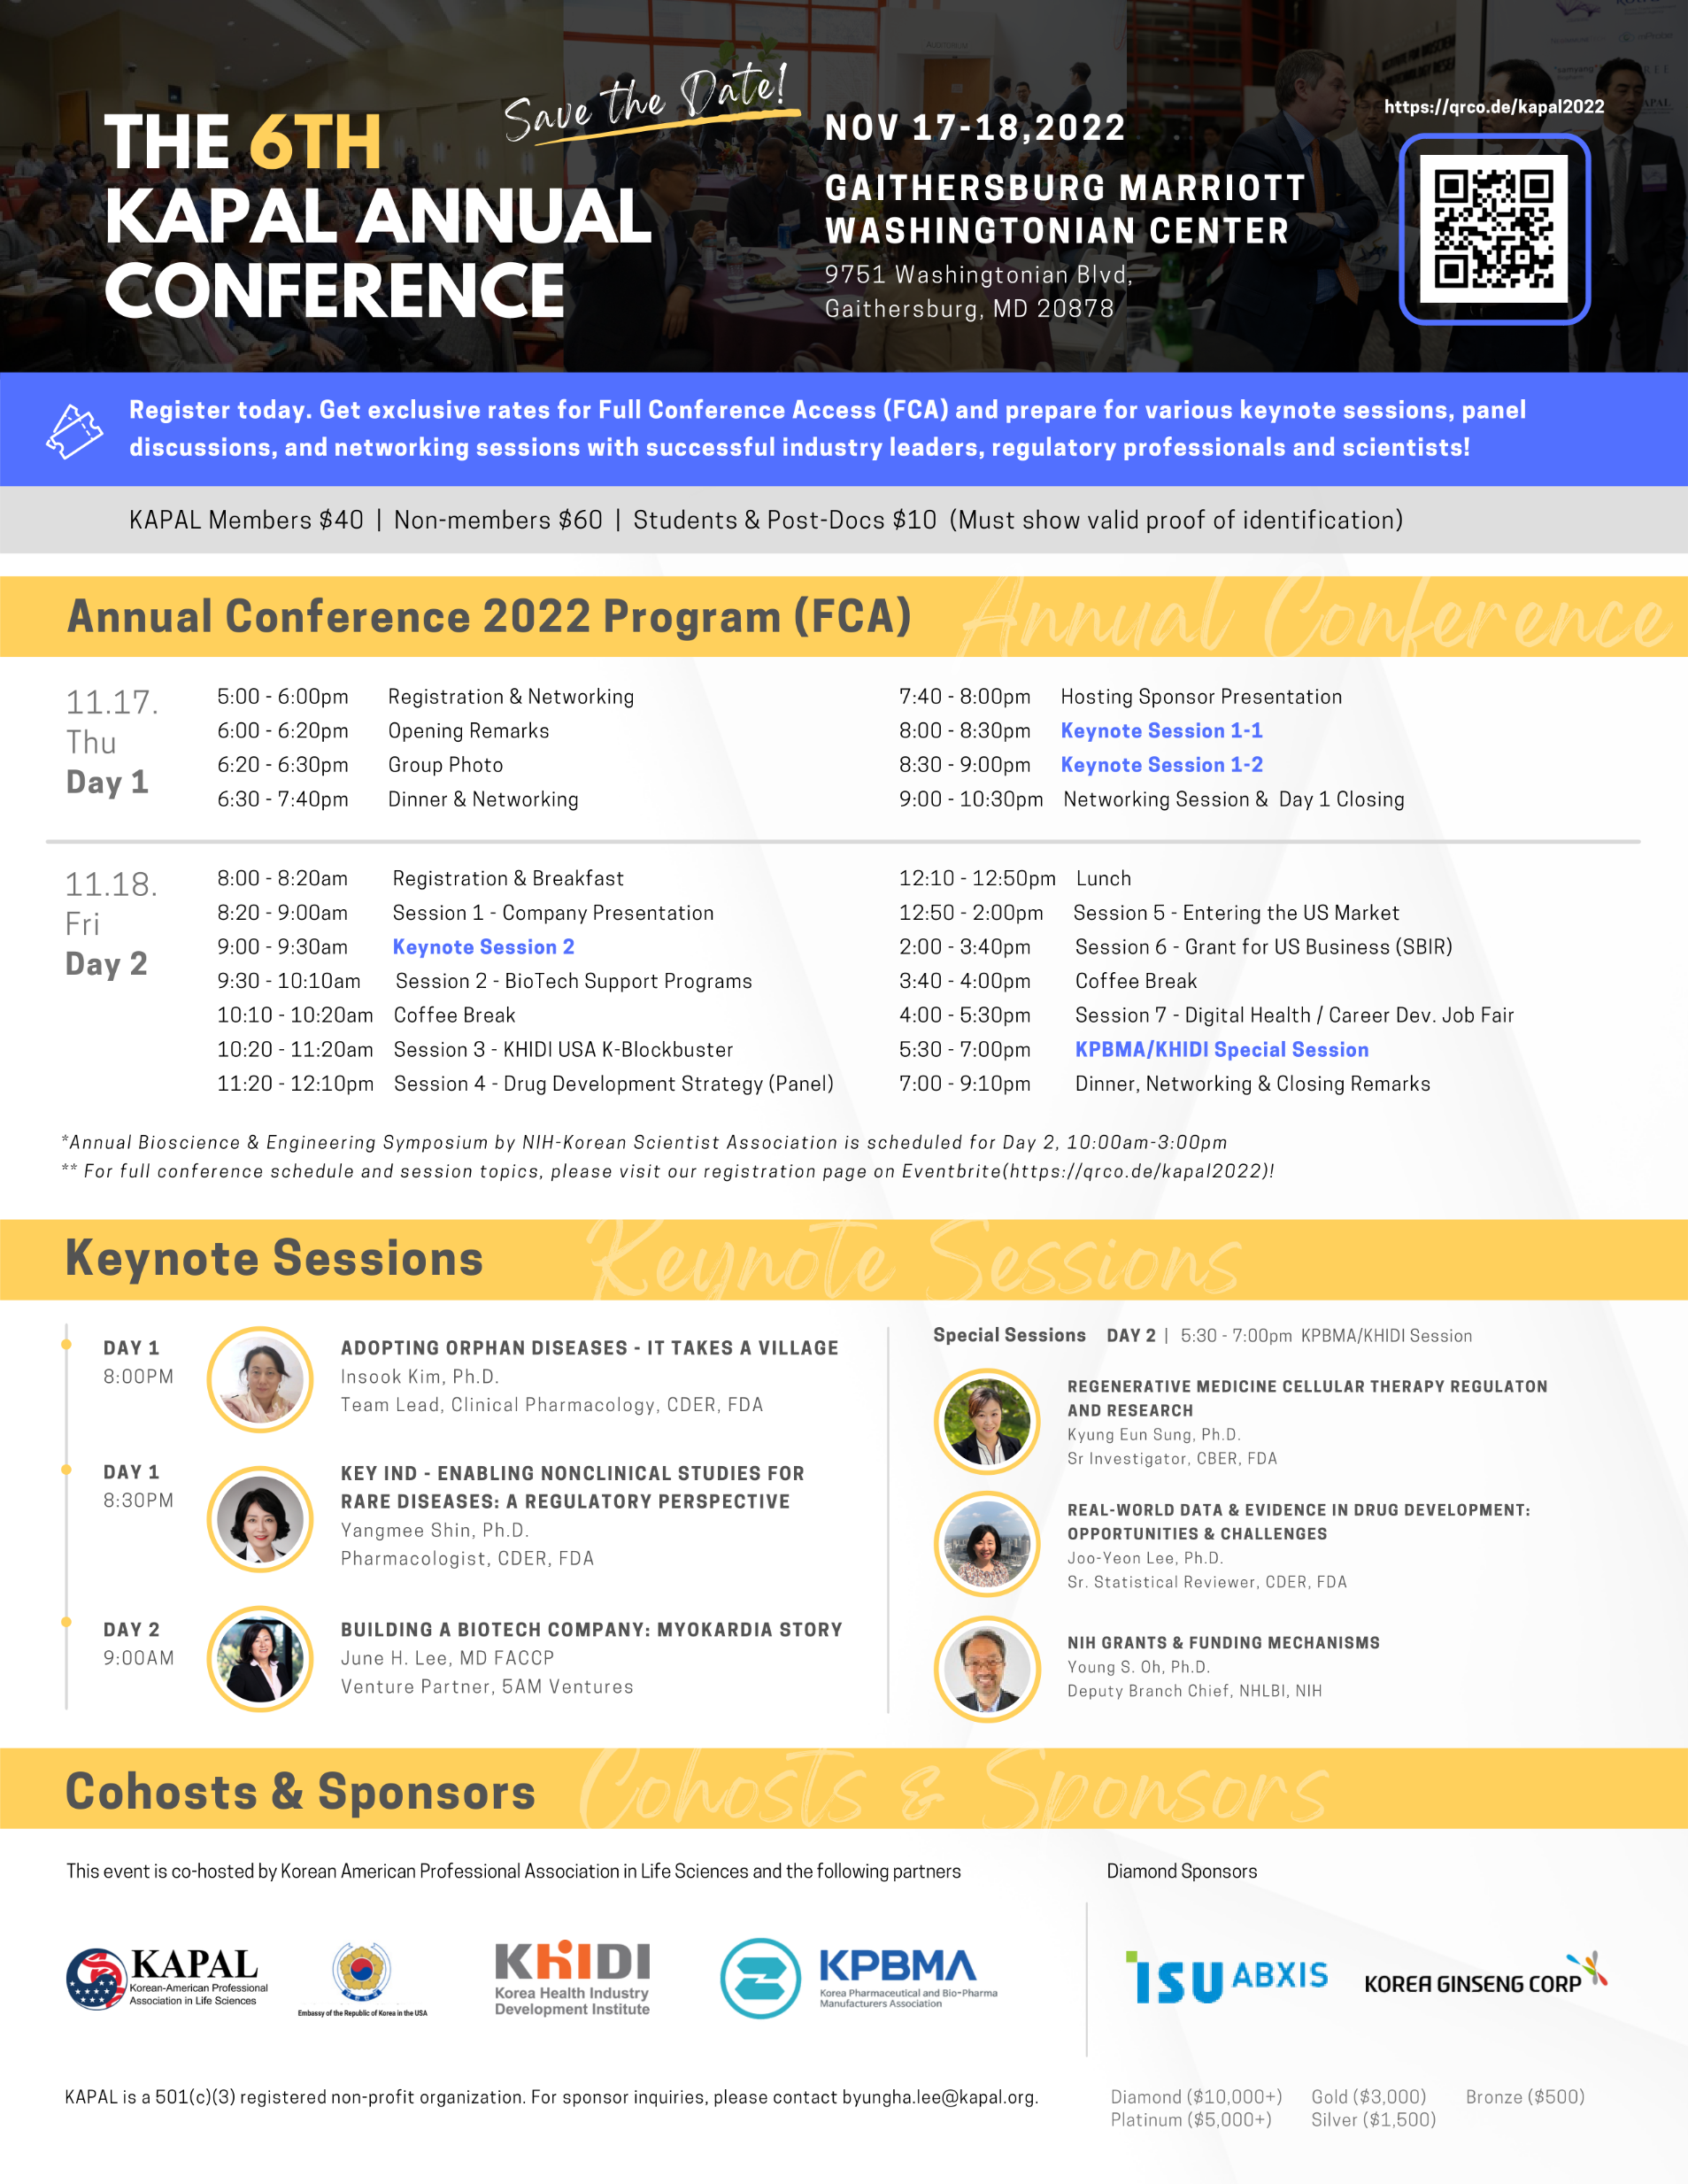 THE 6TH
KAPAL ANNUAL
CONFERENCE
Save the Date!
NOV 17-18,2022
GAITHERSBURG MARRIOTT
WASHINGTONIAN CENTER
9751 Washingtonian Blvd,
Gaithersburg, MD 20878
https://qrco.de/kapal2022
Register today. Get exclusive rates for Full Conference Access (FCA) and prepare for various keynote sessions, panel
discussions, and networking sessions with successful industry leaders, regulatory professionals and scientists!
KAPAL Members $40 | Non-members $60 | Students & Post-Docs $10 (Must show valid proof of identification)
Annual Conference 2022 Program (FCA)
Annual Conference
11.17.
Thu
Day 1
5:00 - 6:00pm Registration & Networking
6:00 - 6:20pm Opening Remarks
6:20 - 6:30pm Group Photo
6:30 - 7:40pm Dinner & Networking
7:40 - 8:00pm Hosting Sponsor Presentation
8:00 - 8:30pm Keynote Session 1-1
8:30 - 9:00pm Keynote Session 1-2
9:00 - 10:30pm Networking Session & Day 1 Closing
11.18.
Fri
Day 2
8:00 - 8:20am Registration & Breakfast
8:20 - 9:00am Session 1 - Company Presentation
9:00 - 9:30am Keynote Session 2
9:30 - 10:10am Session 2 - BioTech Support Programs
10:10 - 10:20am Coffee Break
10:20 - 11:20am Session 3 - KHIDI USA K-Blockbuster
11:20 - 12:10pm Session 4 - Drug Development Strategy (Panel)
12:10 - 12:50pm Lunch
12:50 - 2:00pm Session 5 - Entering the US Market
2:00 - 3:40pm Session 6 - Grant for US Business (SBIR)
3:40 - 4:00pm Coffee Break
4:00 - 5:30pm Session 7 - Digital Health / Career Dev. Job Fair
5:30 - 7:00pm KPBMA/KHIDI Special Session
7:00 - 9:10pm Dinner, Networking & Closing Remarks
*Annual Bioscience & Engineering Symposium by NIH-Korean Scientist Association is scheduled for Day 2, 10:00am-3:00pm
** For full conference schedule and session topics, please visit our registration page on Eventbrite(https://qrco.de/kapal2022)!
Keynote Sessions
Keynote Sessions
DAY 1
8:00PM
ADOPTING ORPHAN DISEASES - IT TAKES A VILLAGE
Insook Kim, Ph.D.
Team Lead, Clinical Pharmacology, CDER, FDA
DAY 1
8:30PM
KEY IND - ENABLING NONCLINICAL STUDIES FOR
RARE DISEASES: A REGULATORY PERSPECTIVE
Yangmee Shin, Ph.D.
Pharmacologist, CDER, FDA
DAY 2
9:00AM
BUILDING A BIOTECH COMPANY: MYOKARDIA STORY
June H. Lee, MD FACCP
Venture Partner, 5AM Ventures
Special Sessions DAY 2 | 5:30 - 7:00pm KPBMA/KHIDI Session
REGENERATIVE MEDICINE CELLULAR THERAPY REGULATON
AND RESEARCH
Kyung Eun Sung, Ph.D.
Sr Investigator, CBER, FDA
REAL-WORLD DATA & EVIDENCE IN DRUG DEVELOPMENT:
OPPORTUNITIES & CHALLENGES
Joo-Yeon Lee, Ph.D.
Sr. Statistical Reviewer, CDER, FDA
NIH GRANTS & FUNDING MECHANISMS
Young S. Oh, Ph.D.
Deputy Branch Chief, NHLBI, NIH
Cohosts & Sponsors
Cohosts & Sponsors
This event is co-hosted by Korean American Professional Association in Life Sciences and the following partners
KAPAL
Korean-American Professional
Association in Life Sciences
Embassy of the Republic of Korea in the USA
KHIDI
Korea Health Industry
Development Institute
KPBMA
Korea Pharmaceutical and Bio-Pharma
Manufacturers Association
Diamond Sponsors
ISU ABXIS
KOREA GINSENG CORP
KAPAL is a 501(c)(3) registered non-profit organization. For sponsor inquiries, please contact byungha.lee@kapal.org.
Diamond ($10,000+) Gold ($3,000) Bronze ($500)
Platinum ($5,000+) Silver ($1,500)